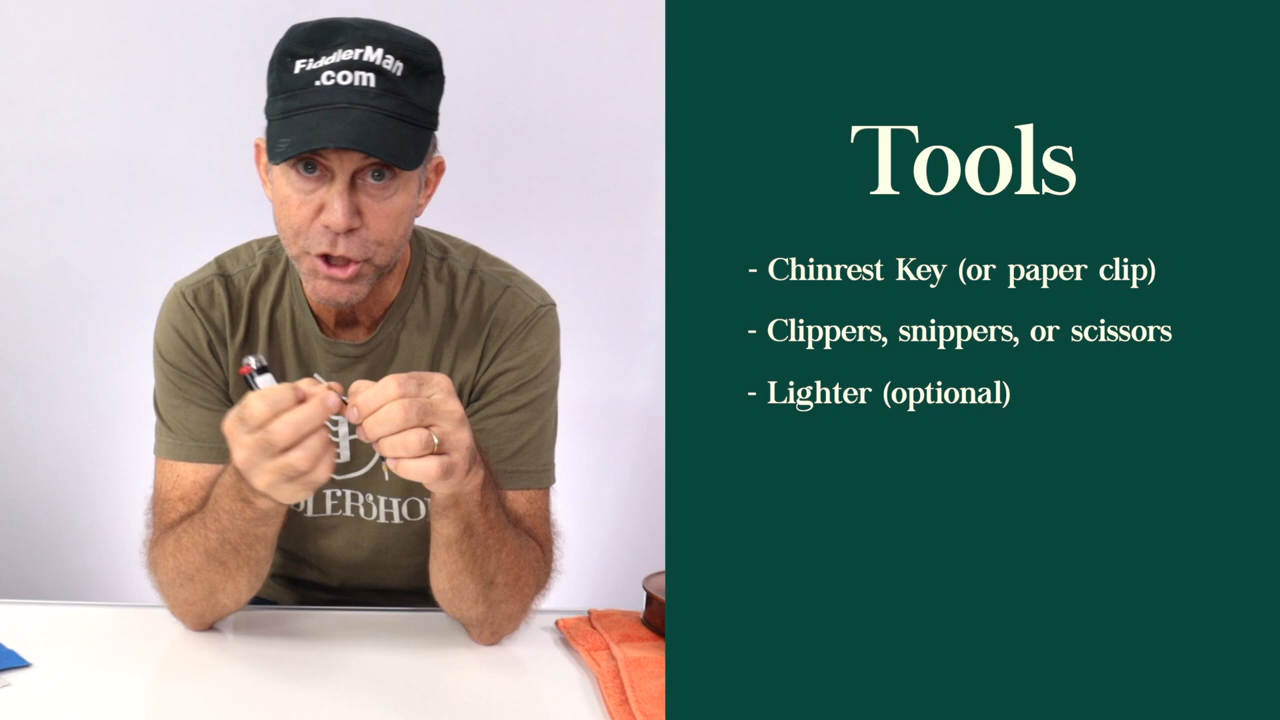 FiddlerMan
.com
Tools
- Chinrest Key (or paper clip)
- Clippers, snippers, or scissors
- Lighter (optional)